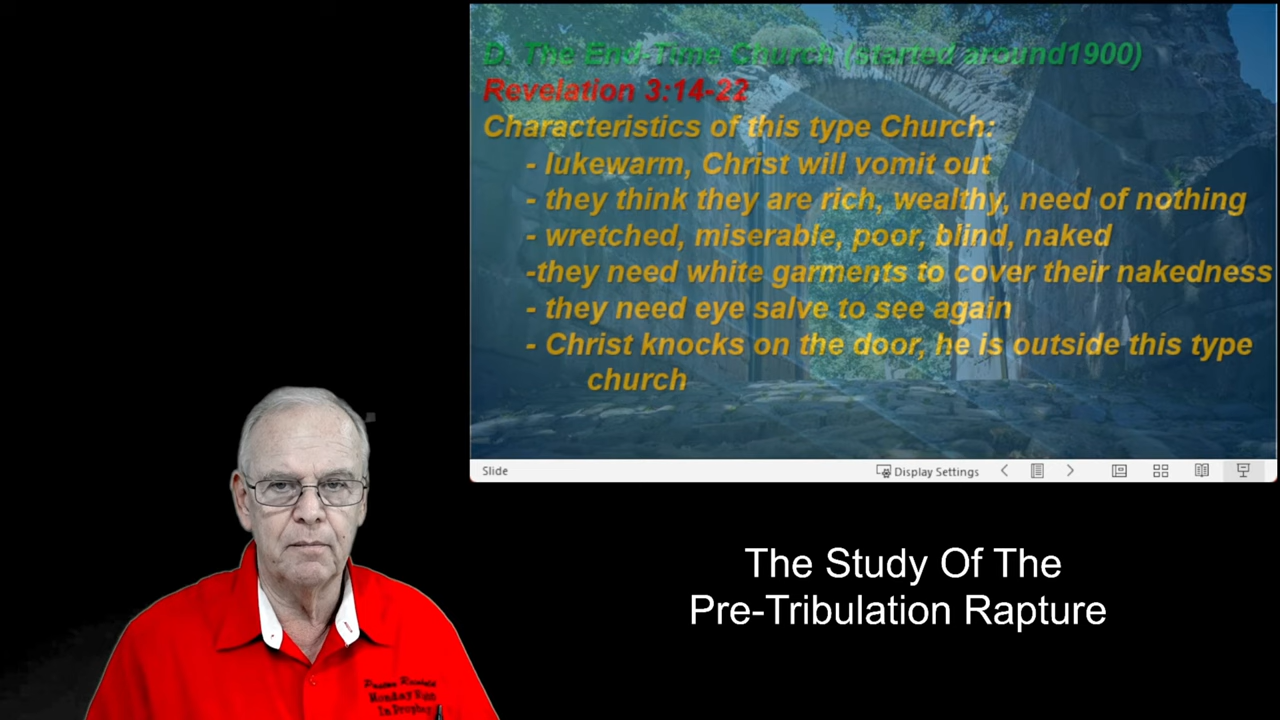 D. The End-Time Church (started around1900)
Revelation 3:14-22
Characteristics of this type Church:
- lukewarm, Christ will vomit out
- they think they are rich, wealthy, need of nothing
- wretched, miserable, poor, blind, naked
-they need white garments to cover their nakedness
- they need eye salve to see again
- Christ knocks on the door, he is outside this type
church
Slide
Display Settings
The Study Of The
Pre-Tribulation Rapture
Monday
In Prophecy